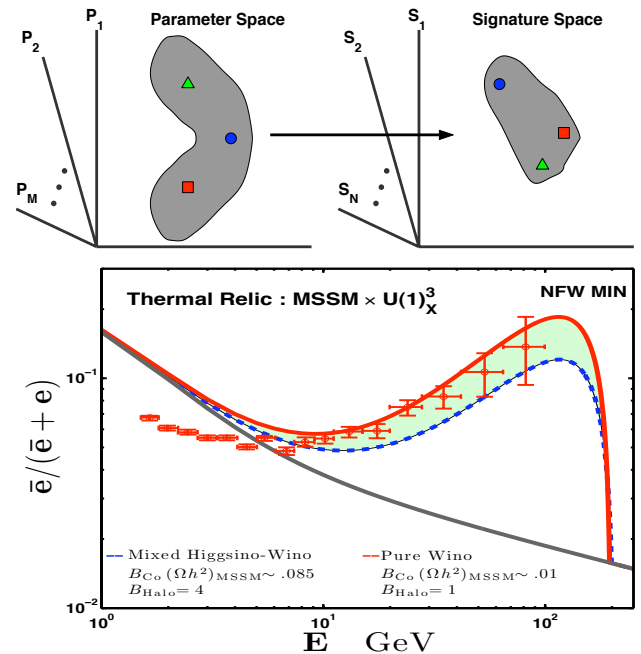 Parameter Space
Signature Space
P₁
P₂
P_M
S₁
S₂
S_N
Thermal Relic : MSSM × U(1)³_X
NFW MIN
ē/(ē + e)
10⁻¹
10⁻²
Mixed Higgsino-Wino
B_Co (Ωh²)_MSSM ∼ .085
B_Halo = 4
Pure Wino
B_Co (Ωh²)_MSSM ∼ .01
B_Halo = 1
10⁰ 10¹ 10²
E GeV